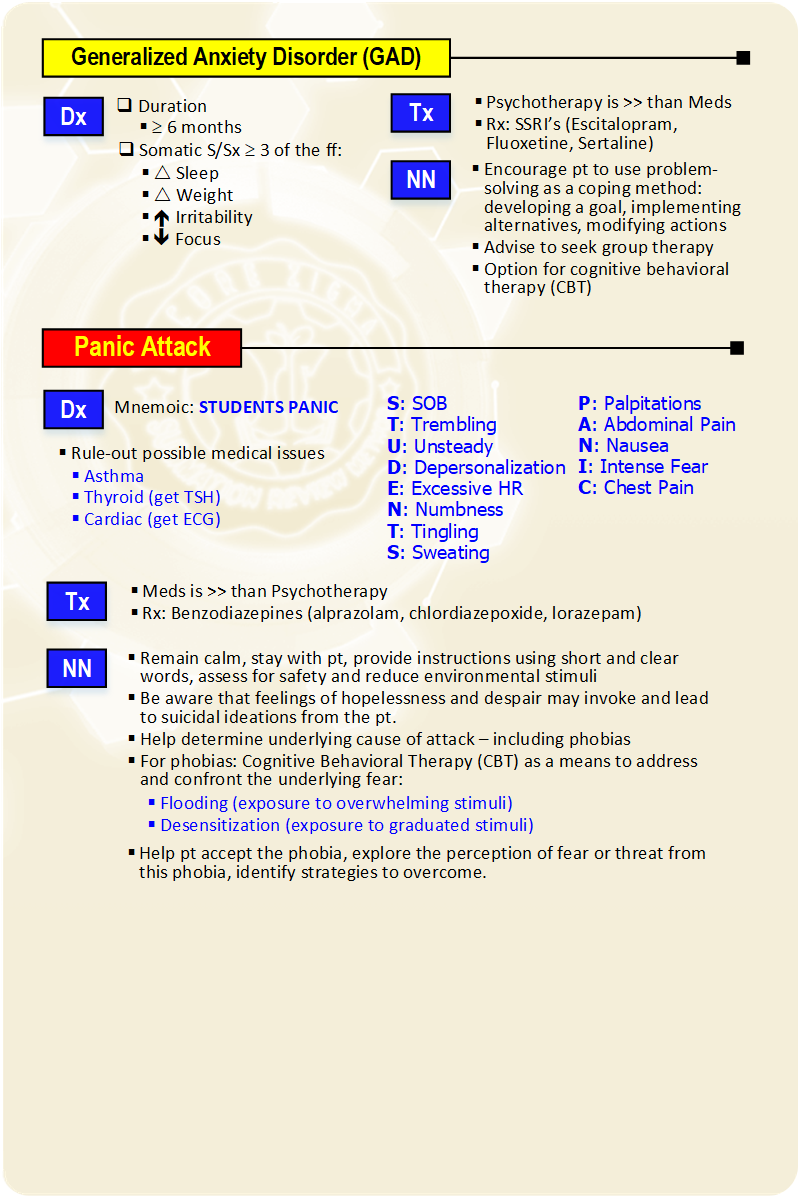 Generalized Anxiety Disorder (GAD)
Dx
❑ Duration
▪ ≥ 6 months
❑ Somatic S/Sx ≥ 3 of the ff:
▪ △ Sleep
▪ △ Weight
▪ 🡹 Irritability
▪ 🡻 Focus
Tx
▪ Psychotherapy is >> than Meds
▪ Rx: SSRI’s (Escitalopram,
Fluoxetine, Sertaline)
NN
▪ Encourage pt to use problem-
solving as a coping method:
developing a goal, implementing
alternatives, modifying actions
▪ Advise to seek group therapy
▪ Option for cognitive behavioral
therapy (CBT)
Panic Attack
Dx
Mnemoic: STUDENTS PANIC
▪ Rule-out possible medical issues
▪ Asthma
▪ Thyroid (get TSH)
▪ Cardiac (get ECG)
S: SOB
T: Trembling
U: Unsteady
D: Depersonalization
E: Excessive HR
N: Numbness
T: Tingling
S: Sweating
P: Palpitations
A: Abdominal Pain
N: Nausea
I: Intense Fear
C: Chest Pain
Tx
▪ Meds is >> than Psychotherapy
▪ Rx: Benzodiazepines (alprazolam, chlordiazepoxide, lorazepam)
NN
▪ Remain calm, stay with pt, provide instructions using short and clear
words, assess for safety and reduce environmental stimuli
▪ Be aware that feelings of hopelessness and despair may invoke and lead
to suicidal ideations from the pt.
▪ Help determine underlying cause of attack – including phobias
▪ For phobias: Cognitive Behavioral Therapy (CBT) as a means to address
and confront the underlying fear:
▪ Flooding (exposure to overwhelming stimuli)
▪ Desensitization (exposure to graduated stimuli)
▪ Help pt accept the phobia, explore the perception of fear or threat from
this phobia, identify strategies to overcome.